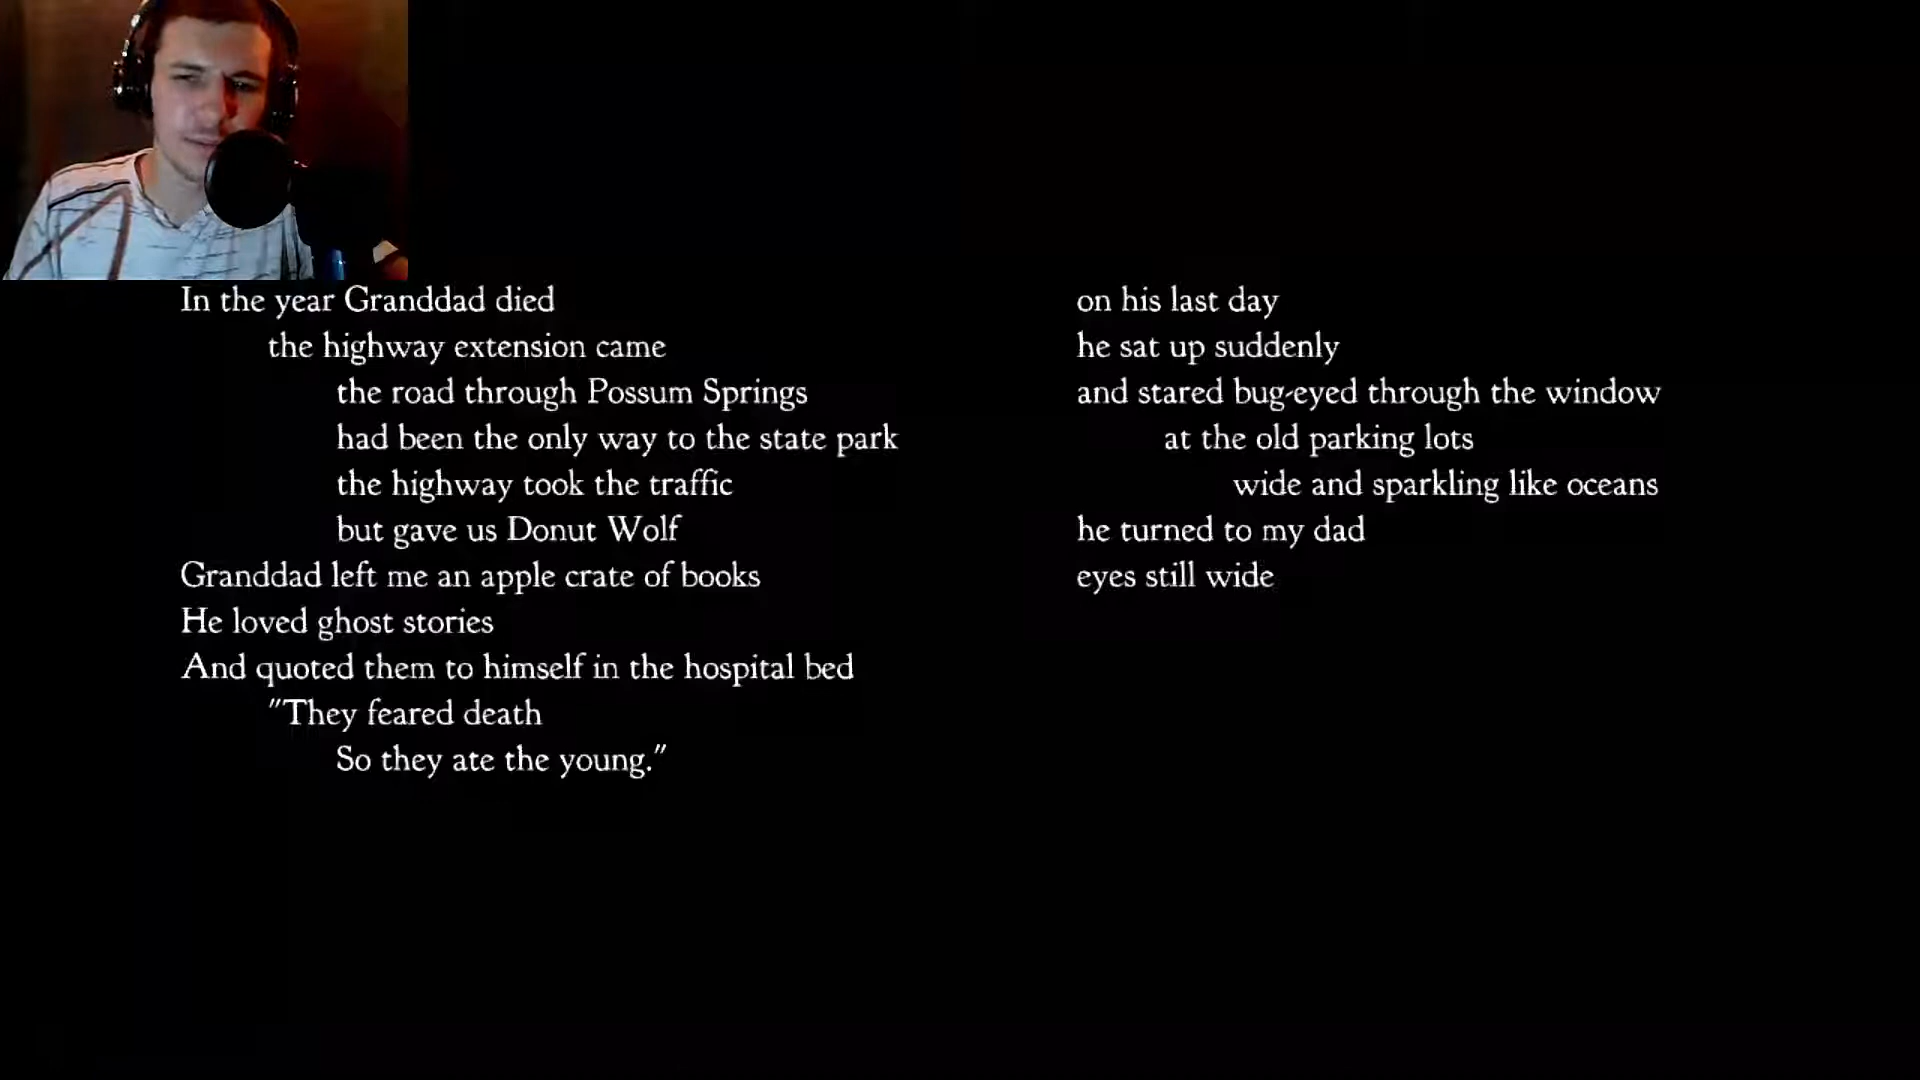 In the year Granddad died
the highway extension came
the road through Possum Springs
had been the only way to the state park
the highway took the traffic
but gave us Donut Wolf
Granddad left me an apple crate of books
He loved ghost stories
And quoted them to himself in the hospital bed
"They feared death
So they ate the young."
on his last day
he sat up suddenly
and stared bug-eyed through the window
at the old parking lots
wide and sparkling like oceans
he turned to my dad
eyes still wide